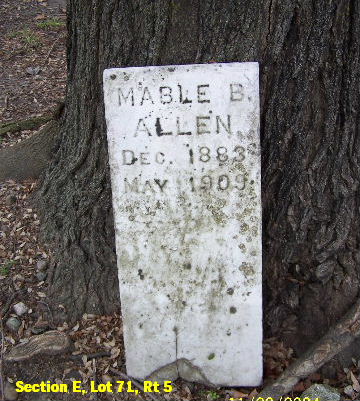 MABLE B.
ALLEN
DEC. 1883
MAY 1909
Section E, Lot 71, Rt 5